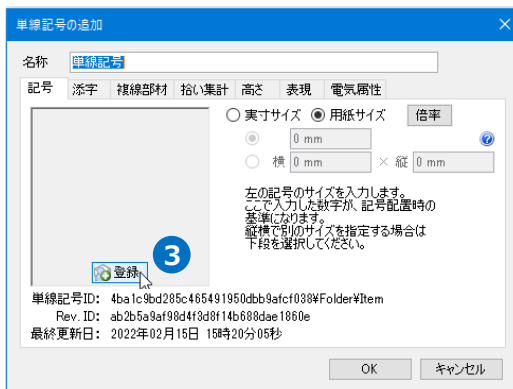 単線記号の追加
名称 単線記号
記号 添字 複線部材 拾い集計 高さ 表現 電気属性
実寸サイズ 用紙サイズ 倍率
0 mm
横 0 mm × 縦 0 mm
左の記号のサイズを入力します。
ここで入力した数字が、記号配置時の
基準になります。
縦横で別のサイズを指定する場合は
下段を選択してください。
登録 3
単線記号ID: 4ba1c9bd285c465491950dbb9afcf038¥Folder¥Item
Rev. ID: ab2b5a9af98d4f3d8f14b688dae1860e
最終更新日: 2022年02月15日 15時20分05秒
OK キャンセル